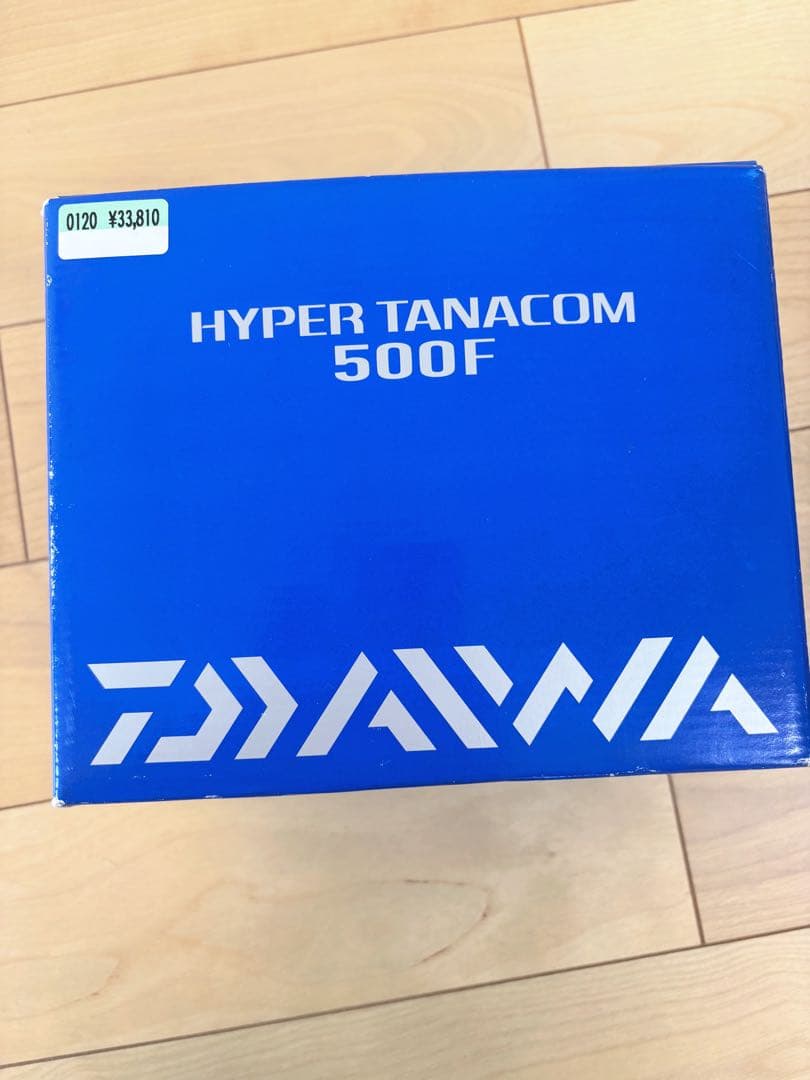 0120 ¥33,810
HYPER TANACOM
500F
DAIWA